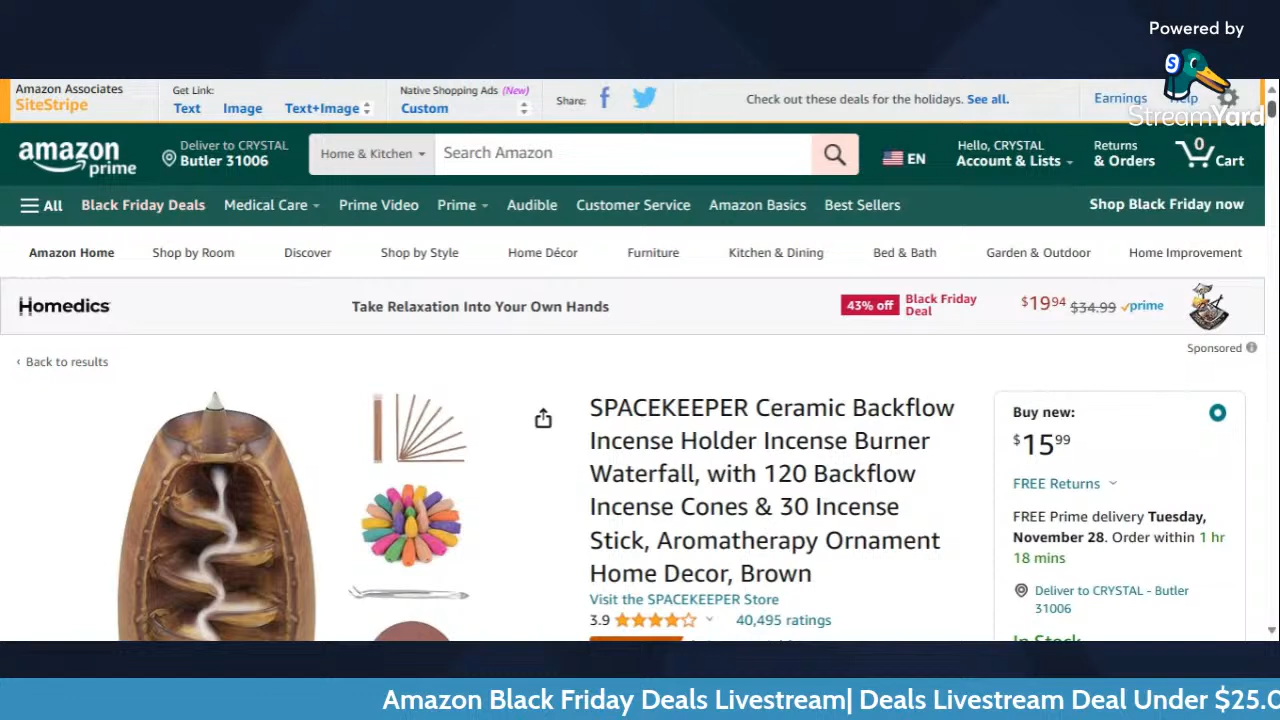 Powered by
S
StreamYard
Amazon Associates
SiteStripe
Get Link:
Text Image Text+Image
Native Shopping Ads (New)
Custom
Share:
Check out these deals for the holidays. See all.
Earnings Help
amazon
prime
Deliver to CRYSTAL
Butler 31006
Home & Kitchen
Search Amazon
EN
Hello, CRYSTAL
Account & Lists
Returns
& Orders
0
Cart
All Black Friday Deals Medical Care Prime Video Prime Audible Customer Service Amazon Basics Best Sellers
Shop Black Friday now
Amazon Home Shop by Room Discover Shop by Style Home Décor Furniture Kitchen & Dining Bed & Bath Garden & Outdoor Home Improvement
Homedics
Take Relaxation Into Your Own Hands
43% off
Black Friday
Deal
$19 94 $34.99 prime
Sponsored
‹ Back to results
SPACEKEEPER Ceramic Backflow
Incense Holder Incense Burner
Waterfall, with 120 Backflow
Incense Cones & 30 Incense
Stick, Aromatherapy Ornament
Home Decor, Brown
Visit the SPACEKEEPER Store
3.9 40,495 ratings
Buy new:
$15 99
FREE Returns
FREE Prime delivery Tuesday,
November 28. Order within 1 hr
18 mins
Deliver to CRYSTAL - Butler
31006
In Stock
Amazon Black Friday Deals Livestream| Deals Livestream Deal Under $25.0